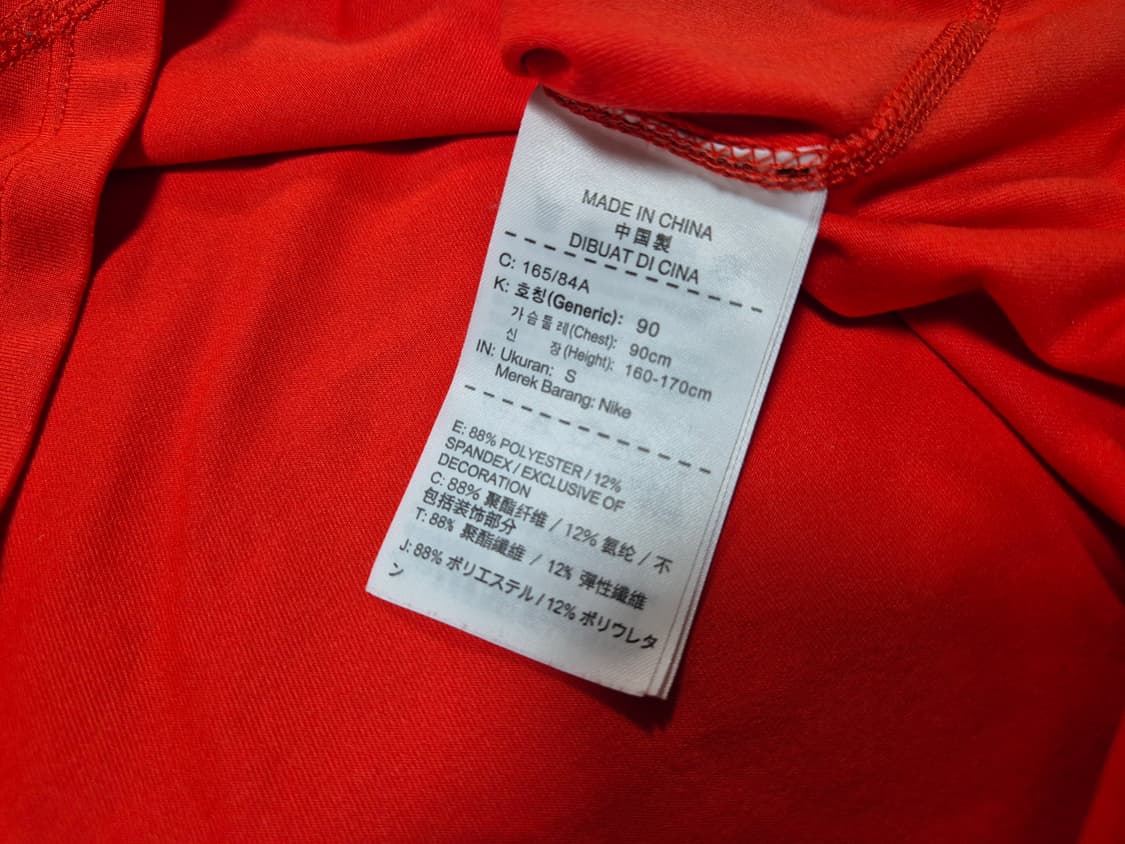 MADE IN CHINA
中国製
DIBUAT DI CINA
C: 165/84A
K: 호칭(Generic): 90
가슴둘레(Chest): 90cm
신 장(Height): 160-170cm
IN: Ukuran: S
Merek Barang: Nike
E: 88% POLYESTER / 12%
SPANDEX / EXCLUSIVE OF
DECORATION
C: 88% 聚酯纤维 / 12% 氨纶 / 不
包括装饰部分
T: 88% 聚酯纖維 / 12% 彈性纖維
J: 88% ポリエステル / 12% ポリウレタ
ン